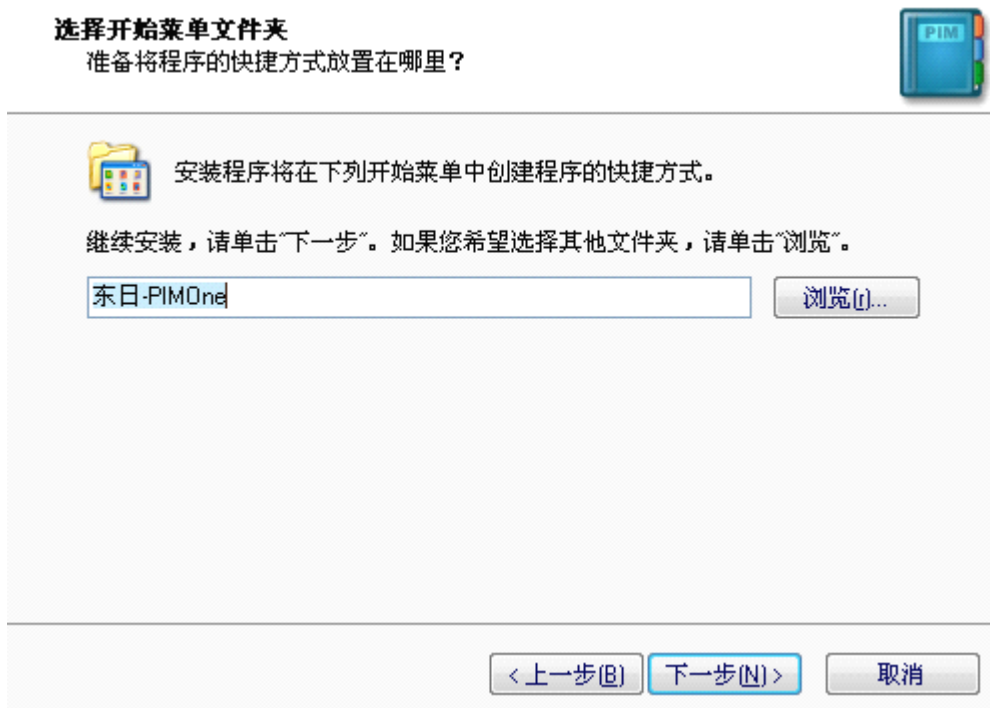 选择开始菜单文件夹
准备将程序的快捷方式放置在哪里？
PIM
安装程序将在下列开始菜单中创建程序的快捷方式。
继续安装，请单击“下一步”。如果您希望选择其他文件夹，请单击“浏览”。
东日-PIMOne 浏览(r)...
<上一步(B) 下一步(N)> 取消